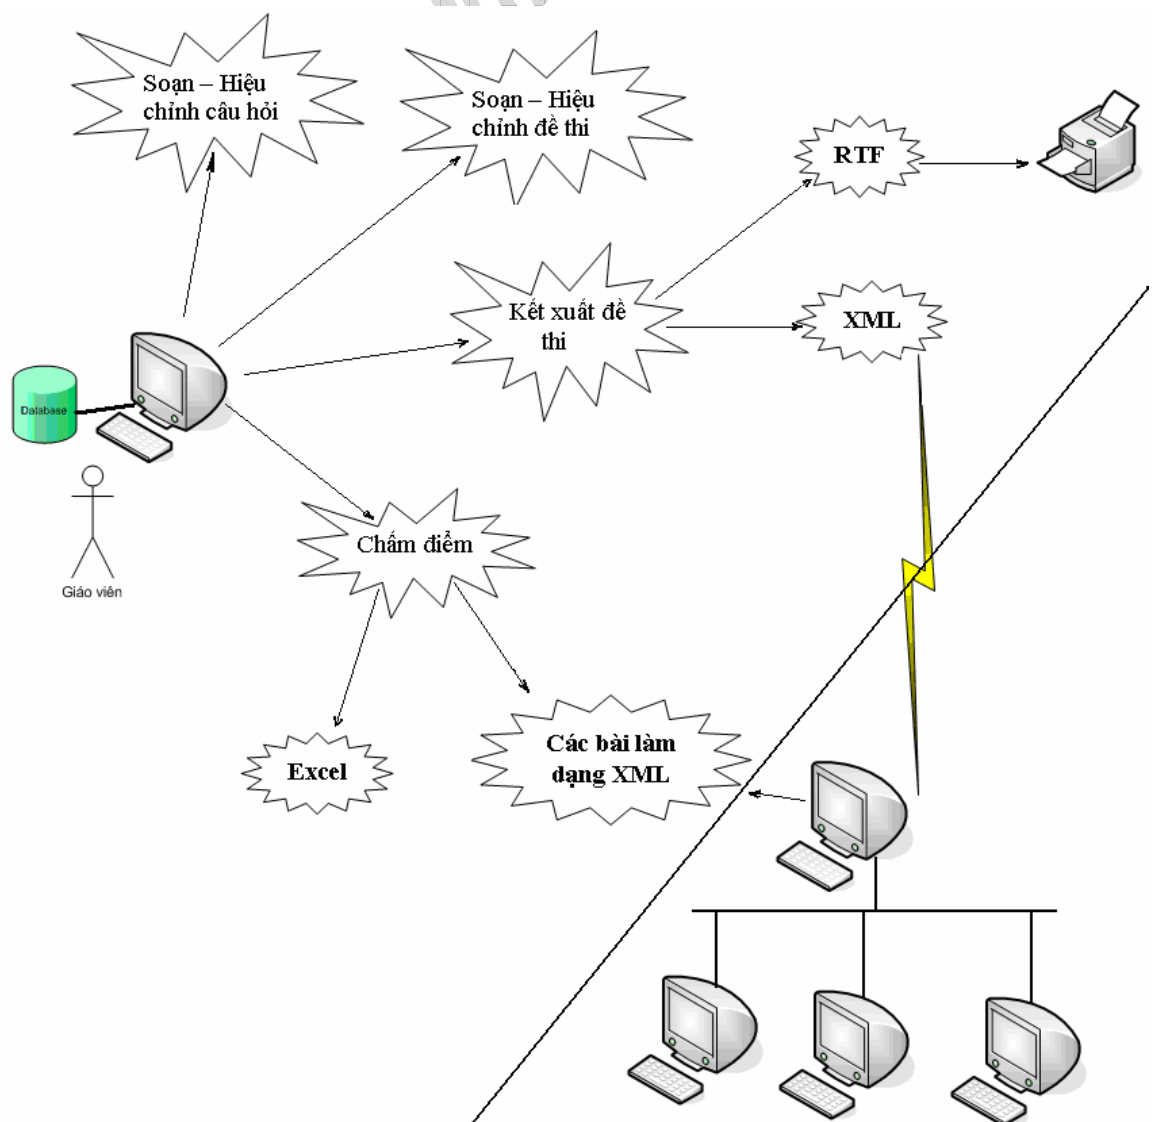 Soạn – Hiệu
chỉnh câu hỏi
Soạn – Hiệu
chỉnh đề thi
RTF
Kết xuất đề
thi
XML
Database
Giáo viên
Chấm điểm
Excel
Các bài làm
dạng XML